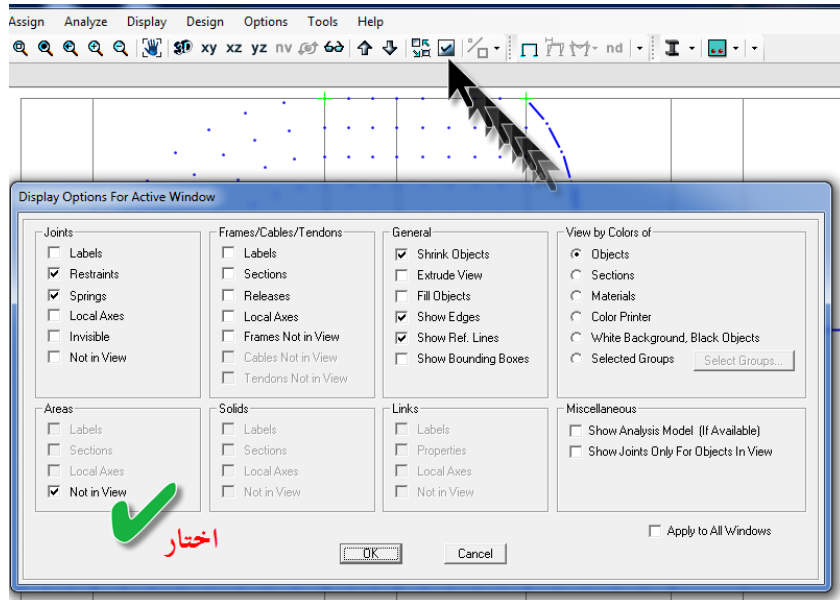 Assign Analyze Display Design Options Tools Help
3D xy xz yz nv nd
Display Options For Active Window
Joints
Labels
Restraints
Springs
Local Axes
Invisible
Not in View
Frames/Cables/Tendons
Labels
Sections
Releases
Local Axes
Frames Not in View
Cables Not in View
Tendons Not in View
General
Shrink Objects
Extrude View
Fill Objects
Show Edges
Show Ref. Lines
Show Bounding Boxes
View by Colors of
Objects
Sections
Materials
Color Printer
White Background, Black Objects
Selected Groups Select Groups...
Areas
Labels
Sections
Local Axes
Not in View
Solids
Labels
Sections
Local Axes
Not in View
Links
Labels
Properties
Local Axes
Not in View
Miscellaneous
Show Analysis Model (If Available)
Show Joints Only For Objects In View
اختار
Apply to All Windows
OK Cancel